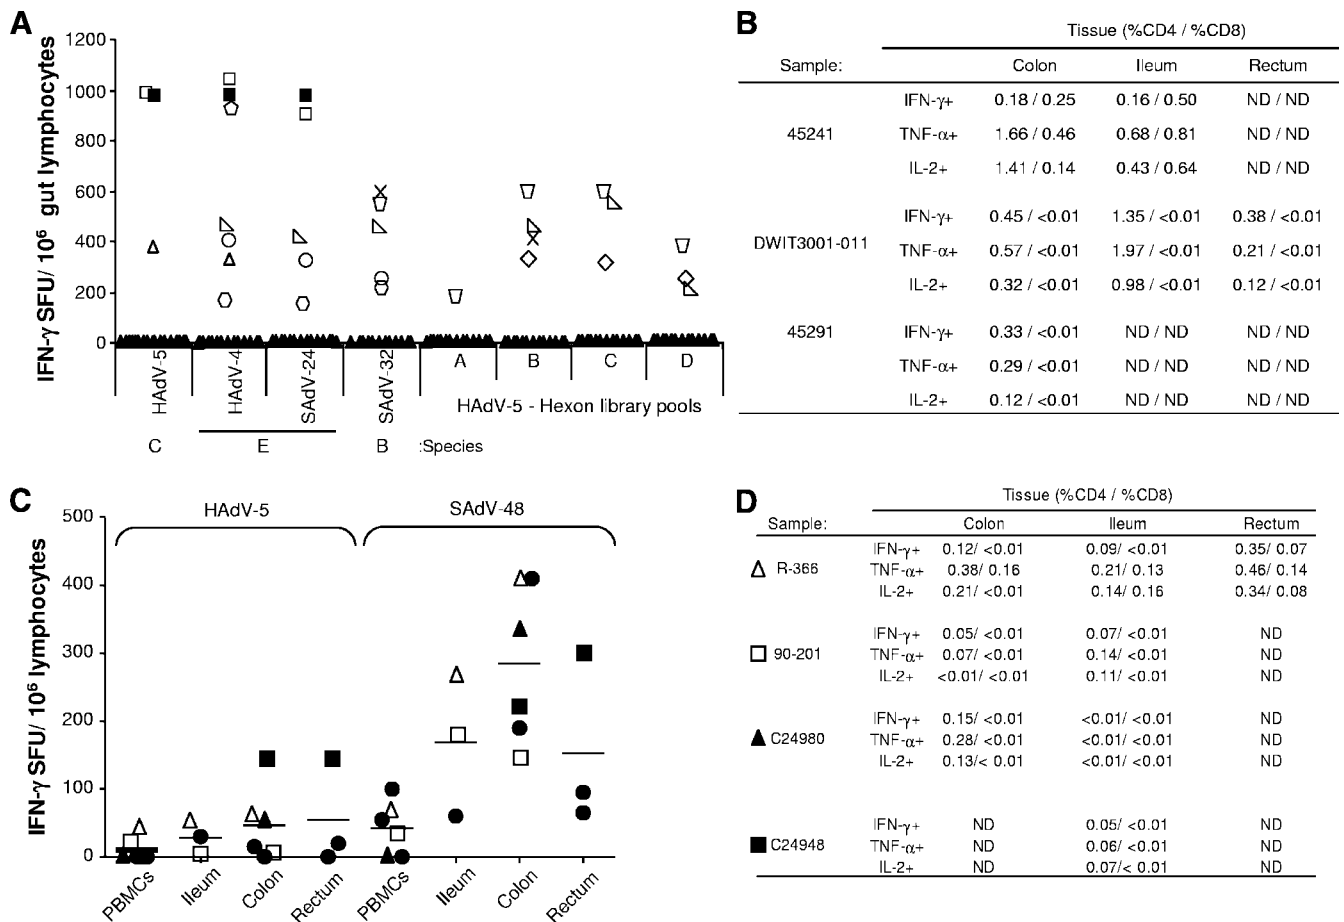 A
IFN-γ SFU/ 10⁶ gut lymphocytes
1200
1000
800
600
400
200
0
HAdV-5
HAdV-4
SAdV-24
SAdV-32
A
B
C
D
HAdV-5 - Hexon library pools
C E B :Species
B
Tissue (%CD4 / %CD8)
Sample: Colon Ileum Rectum
IFN-γ+ 0.18 / 0.25 0.16 / 0.50 ND / ND
45241 TNF-α+ 1.66 / 0.46 0.68 / 0.81 ND / ND
IL-2+ 1.41 / 0.14 0.43 / 0.64 ND / ND
IFN-γ+ 0.45 / <0.01 1.35 / <0.01 0.38 / <0.01
DWIT3001-011 TNF-α+ 0.57 / <0.01 1.97 / <0.01 0.21 / <0.01
IL-2+ 0.32 / <0.01 0.98 / <0.01 0.12 / <0.01
45291 IFN-γ+ 0.33 / <0.01 ND / ND ND / ND
TNF-α+ 0.29 / <0.01 ND / ND ND / ND
IL-2+ 0.12 / <0.01 ND / ND ND / ND
C
IFN-γ SFU/ 10⁶ lymphocytes
HAdV-5 SAdV-48
500
400
300
200
100
0
PBMCs Ileum Colon Rectum PBMCs Ileum Colon Rectum
D
Tissue (%CD4 / %CD8)
Sample: Colon Ileum Rectum
IFN-γ+ 0.12/ <0.01 0.09/ <0.01 0.35/ 0.07
R-366 TNF-α+ 0.38/ 0.16 0.21/ 0.13 0.46/ 0.14
IL-2+ 0.21/ <0.01 0.14/ 0.16 0.34/ 0.08
IFN-γ+ 0.05/ <0.01 0.07/ <0.01 ND
90-201 TNF-α+ 0.07/ <0.01 0.14/ <0.01 ND
IL-2+ <0.01/ <0.01 0.11/ <0.01 ND
IFN-γ+ 0.15/ <0.01 <0.01/ <0.01 ND
C24980 TNF-α+ 0.28/ <0.01 <0.01/ <0.01 ND
IL-2+ 0.13/< 0.01 <0.01/ <0.01 ND
IFN-γ+ ND 0.05/ <0.01 ND
C24948 TNF-α+ ND 0.06/ <0.01 ND
IL-2+ ND 0.07/< 0.01 ND